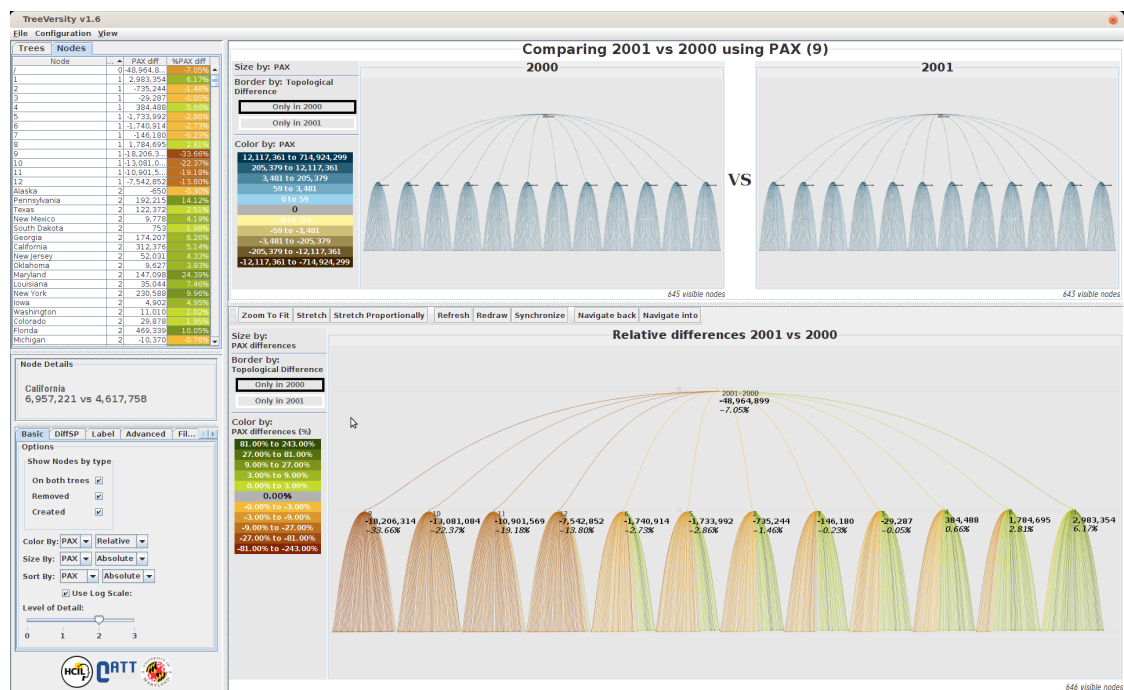 TreeVersity v1.6
File Configuration View
Trees Nodes
Node ... PAX diff %PAX diff
/ 0 -48,964,8... -7.05%
1 1 2,983,354 6.17%
2 1 -735,244 -1.46%
3 1 -29,287 -0.05%
4 1 384,488 0.66%
5 1 -1,733,992 -2.86%
6 1 -1,740,914 -2.73%
7 1 -146,180 -0.23%
8 1 1,784,695 2.81%
9 1 -18,206,3... -33.66%
10 1 -13,081,0... -22.37%
11 1 -10,901,5... -19.18%
12 1 -7,542,852 -13.80%
Alaska 2 -650 -0.30%
Pennsylvania 2 192,215 14.12%
Texas 2 122,372 2.51%
New Mexico 2 9,778 4.19%
South Dakota 2 753 1.98%
Georgia 2 174,207 6.26%
California 2 312,376 5.14%
New Jersey 2 52,031 4.33%
Oklahoma 2 9,627 3.93%
Maryland 2 147,098 24.39%
Louisiana 2 35,044 7.46%
New York 2 230,588 9.96%
Iowa 2 4,902 4.95%
Washington 2 11,010 1.02%
Colorado 2 29,878 1.95%
Florida 2 469,339 10.05%
Michigan 2 -10,370 -0.76%
Node Details
California
6,957,221 vs 4,617,758
Basic DiffSP Label Advanced Fil...
Options
Show Nodes by type
On both trees
Removed
Created
Color By: PAX Relative
Size By: PAX Absolute
Sort By: PAX Absolute
Use Log Scale:
Level of Detail:
0 1 2 3
HCIL CATT
Comparing 2001 vs 2000 using PAX (9)
Size by: PAX
Border by: Topological
Difference
Only in 2000
Only in 2001
Color by: PAX
12,117,361 to 714,924,299
205,379 to 12,117,361
3,481 to 205,379
59 to 3,481
0 to 59
0
-59 to -3,481
-3,481 to -205,379
-205,379 to -12,117,361
-12,117,361 to -714,924,299
2000
645 visible nodes
VS
2001
643 visible nodes
Zoom To Fit Stretch Stretch Proportionally Refresh Redraw Synchronize Navigate back Navigate into
Size by:
PAX differences
Border by:
Topological Difference
Only in 2000
Only in 2001
Color by:
PAX differences (%)
81.00% to 243.00%
27.00% to 81.00%
9.00% to 27.00%
3.00% to 9.00%
0.00% to 3.00%
0.00%
-0.00% to -3.00%
-3.00% to -9.00%
-9.00% to -27.00%
-27.00% to -81.00%
-81.00% to -243.00%
Relative differences 2001 vs 2000
2001-2000
-48,964,899
-7.05%
-18,206,314 -13,081,084 -10,901,569 -7,542,852 -1,740,914 -1,733,992 -735,244 -146,180 -29,287 384,488 1,784,695 2,983,354
-33.66% -22.37% -19.18% -13.80% -2.73% -2.86% -1.46% -0.23% -0.05% 0.66% 2.81% 6.17%
646 visible nodes